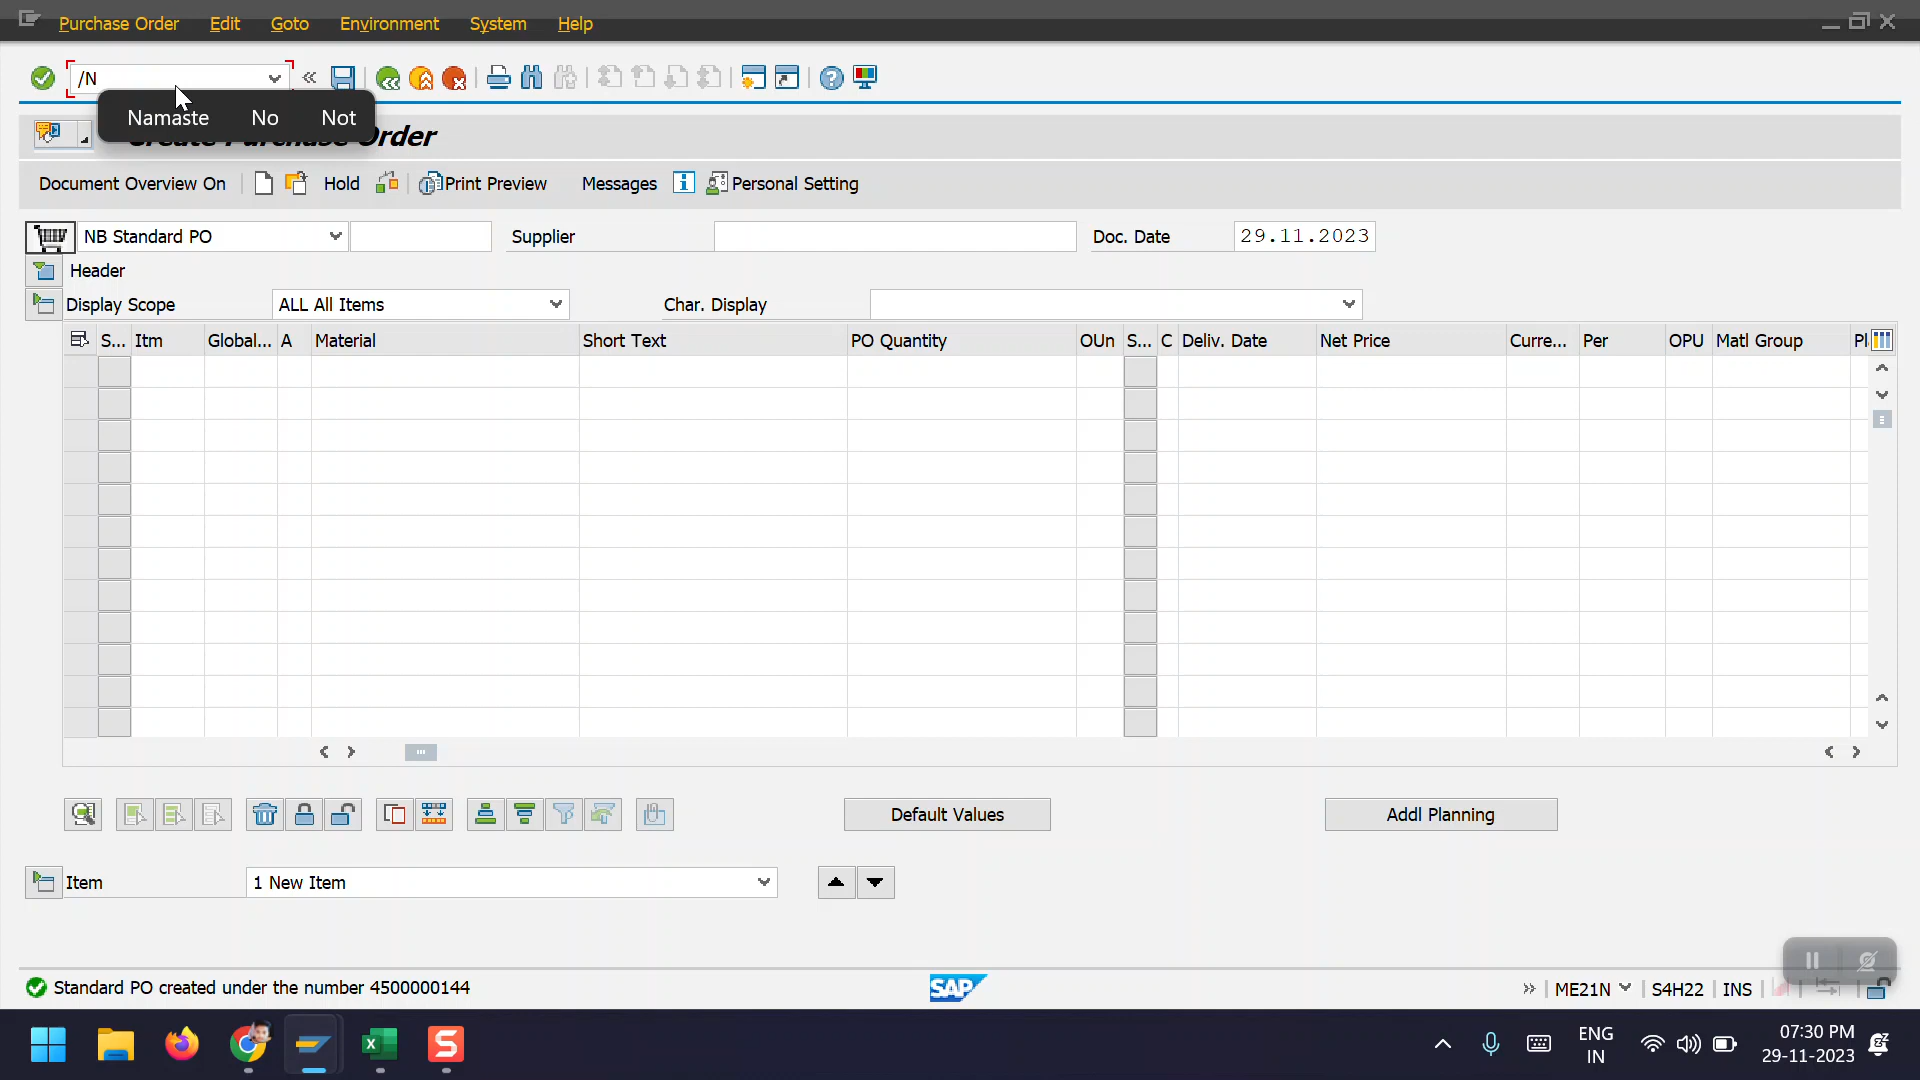 Purchase Order Edit Goto Environment System Help
/N
Namaste No Not
Order
Document Overview On Hold Print Preview Messages Personal Setting
NB Standard PO Supplier Doc. Date 29.11.2023
Header
Display Scope ALL All Items Char. Display
S... Itm Global... A Material Short Text PO Quantity OUn S... C Deliv. Date Net Price Curre... Per OPU Matl Group Pl
Default Values Addl Planning
Item 1 New Item
Standard PO created under the number 4500000144 SAP ME21N S4H22 INS
ENG 07:30 PM
IN 29-11-2023